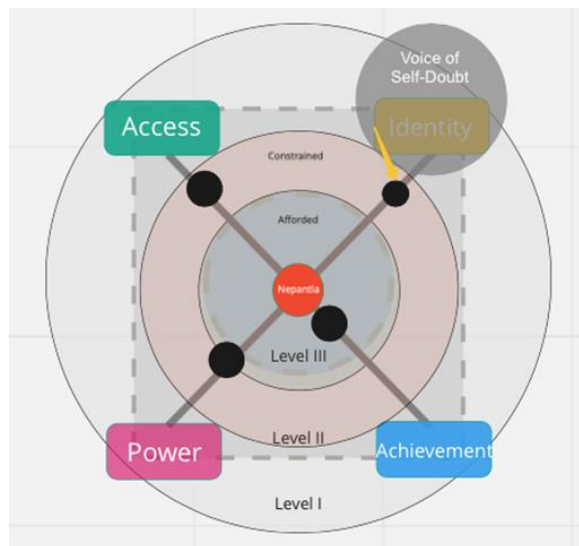 Voice of
Self-Doubt
Access
Identity
Constrained
Afforded
Nepantla
Level III
Power
Level II
Achievement
Level I